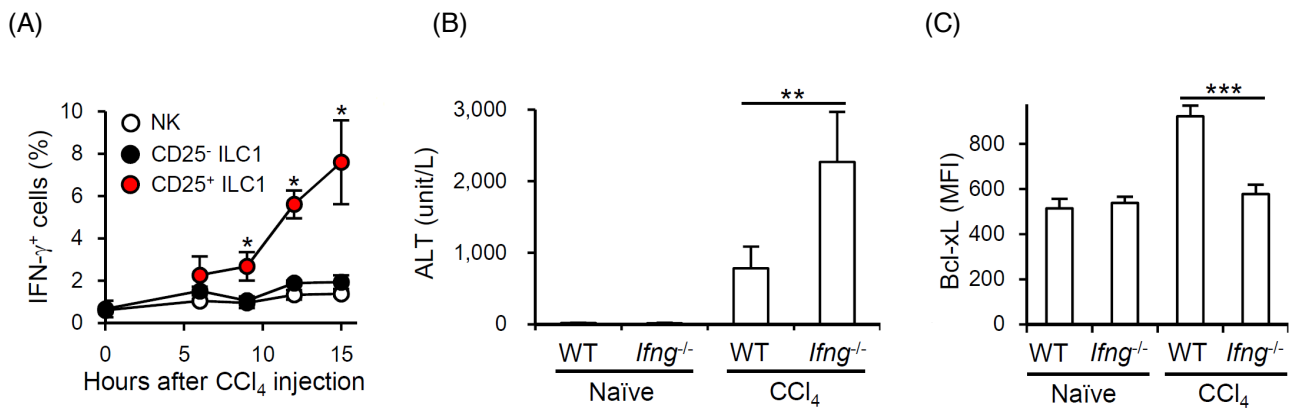 (A)
IFN-γ⁺ cells (%)
10
8
6
4
2
0
NK
CD25⁻ ILC1
CD25⁺ ILC1
*
*
*
0
5
10
15
Hours after CCl₄ injection
(B)
ALT (unit/L)
3,000
2,000
1,000
0
**
WT
Ifng⁻/⁻
WT
Ifng⁻/⁻
Naïve
CCl₄
(C)
Bcl-xL (MFI)
800
600
400
200
0
***
WT
Ifng⁻/⁻
WT
Ifng⁻/⁻
Naïve
CCl₄